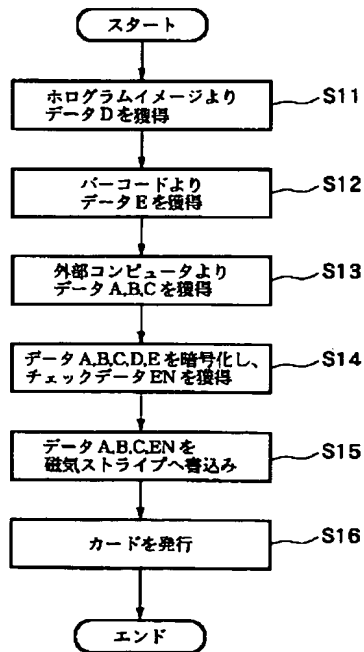 スタート
ホログラムイメージより
データDを獲得
S11
バーコードより
データEを獲得
S12
外部コンピュータより
データA,B,Cを獲得
S13
データA,B,C,D,Eを暗号化し、
チェックデータENを獲得
S14
データA,B,C,ENを
磁気ストライプへ書込み
S15
カードを発行
S16
エンド